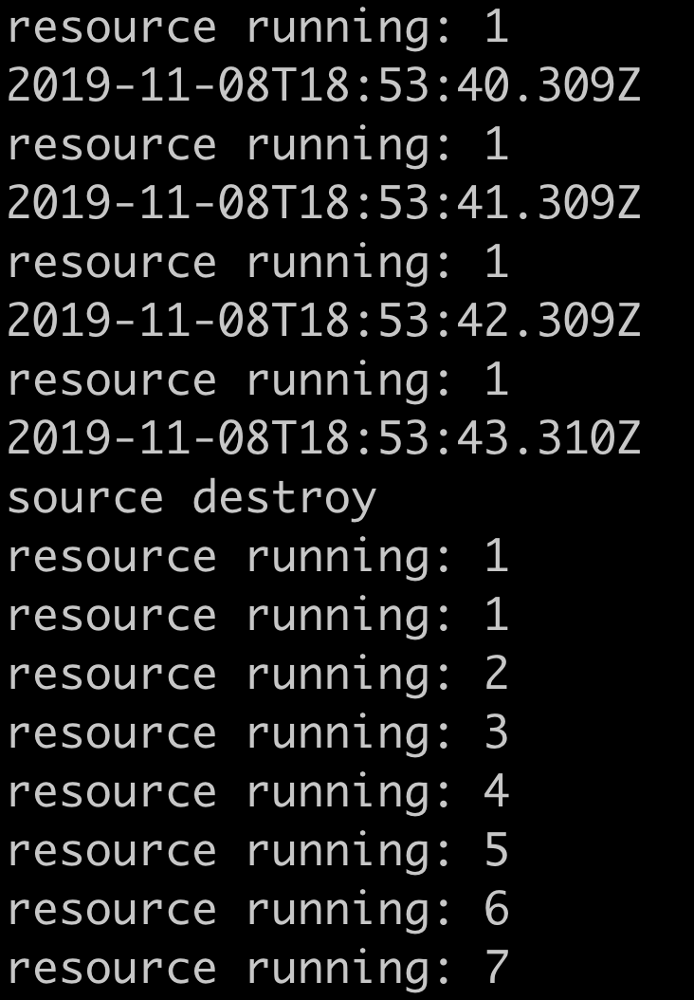 resource running: 1
2019-11-08T18:53:40.309Z
resource running: 1
2019-11-08T18:53:41.309Z
resource running: 1
2019-11-08T18:53:42.309Z
resource running: 1
2019-11-08T18:53:43.310Z
source destroy
resource running: 1
resource running: 1
resource running: 2
resource running: 3
resource running: 4
resource running: 5
resource running: 6
resource running: 7